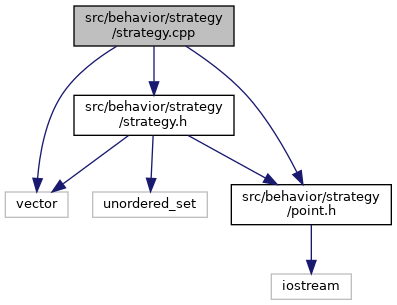 src/behavior/strategy
/strategy.cpp
src/behavior/strategy
/strategy.h
vector
unordered_set
src/behavior/strategy
/point.h
iostream